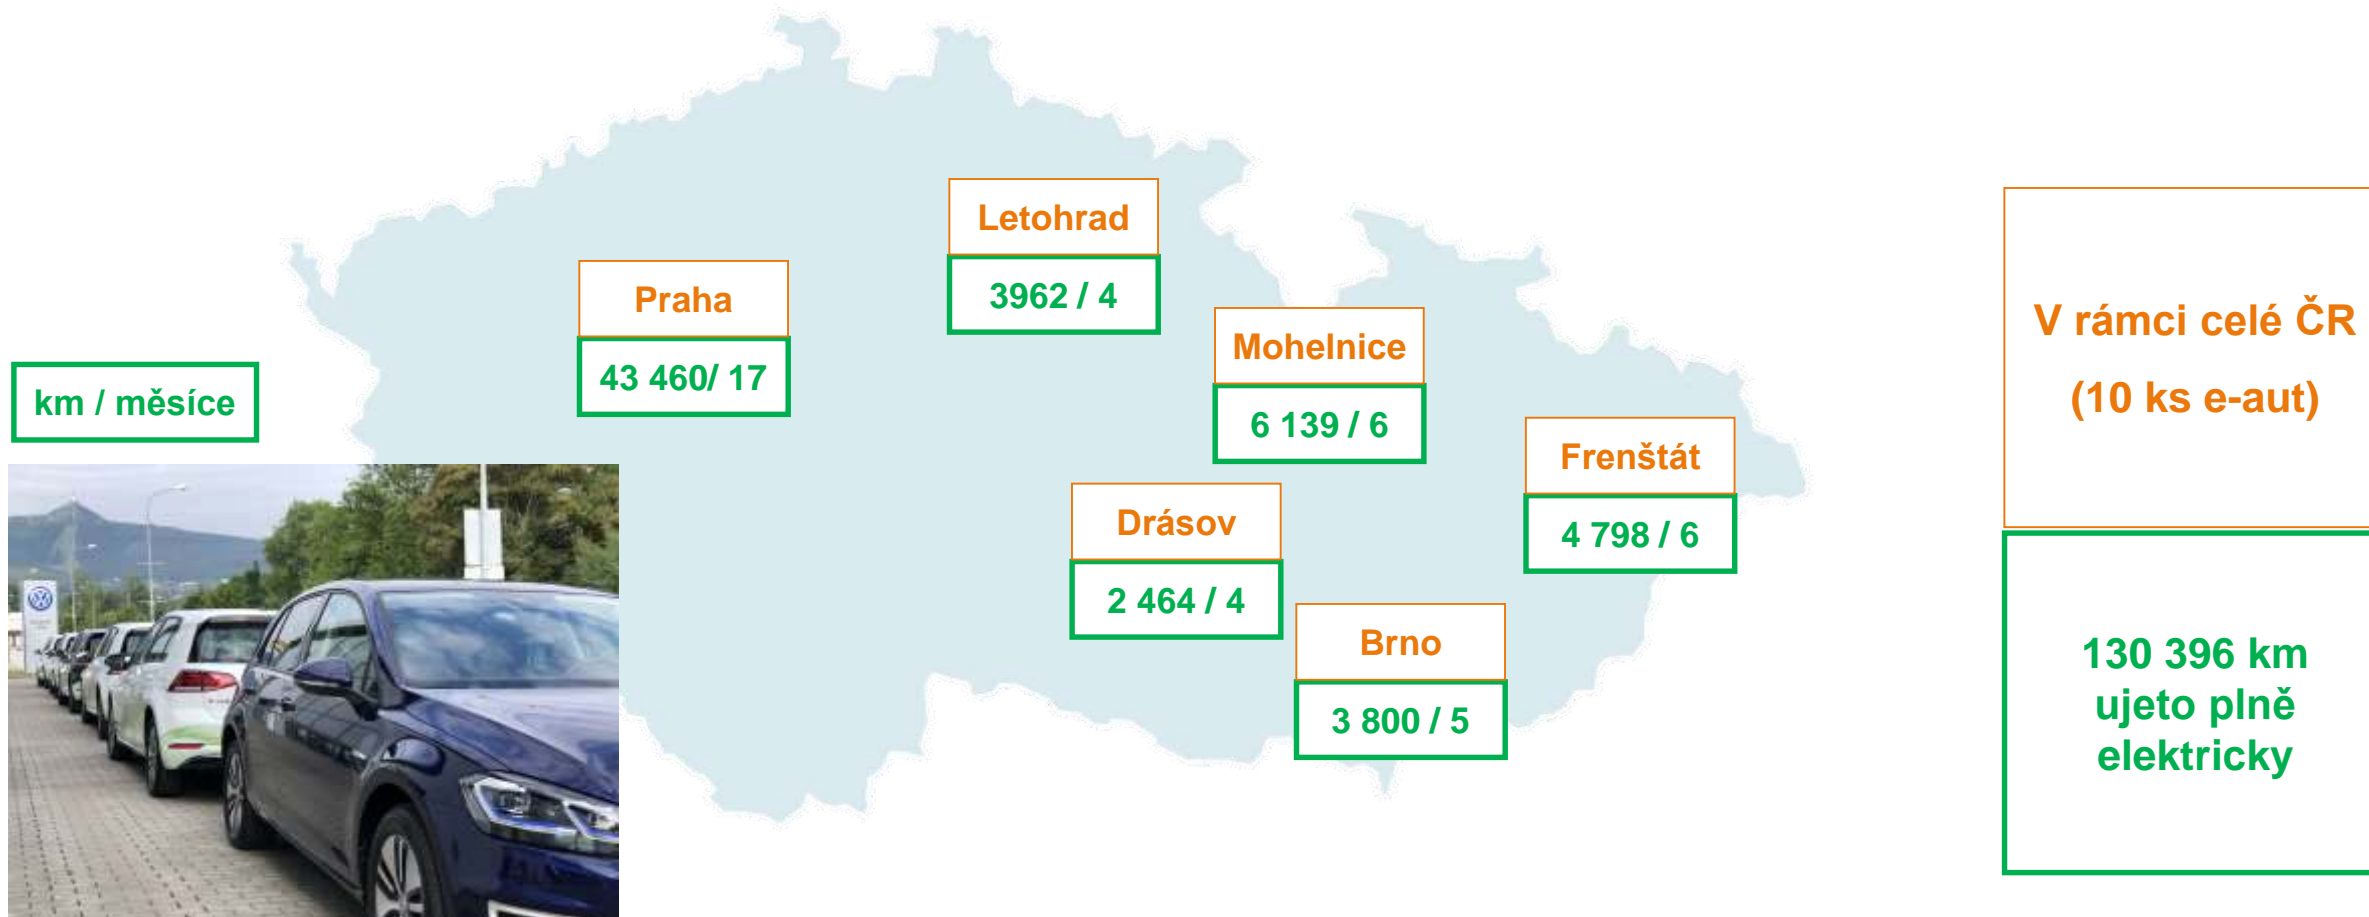 Letohrad
3962 / 4
Praha
43 460/ 17
Mohelnice
6 139 / 6
km / měsíce
Frenštát
4 798 / 6
Drásov
2 464 / 4
Brno
3 800 / 5
V rámci celé ČR
(10 ks e-aut)
130 396 km
ujeto plně
elektricky